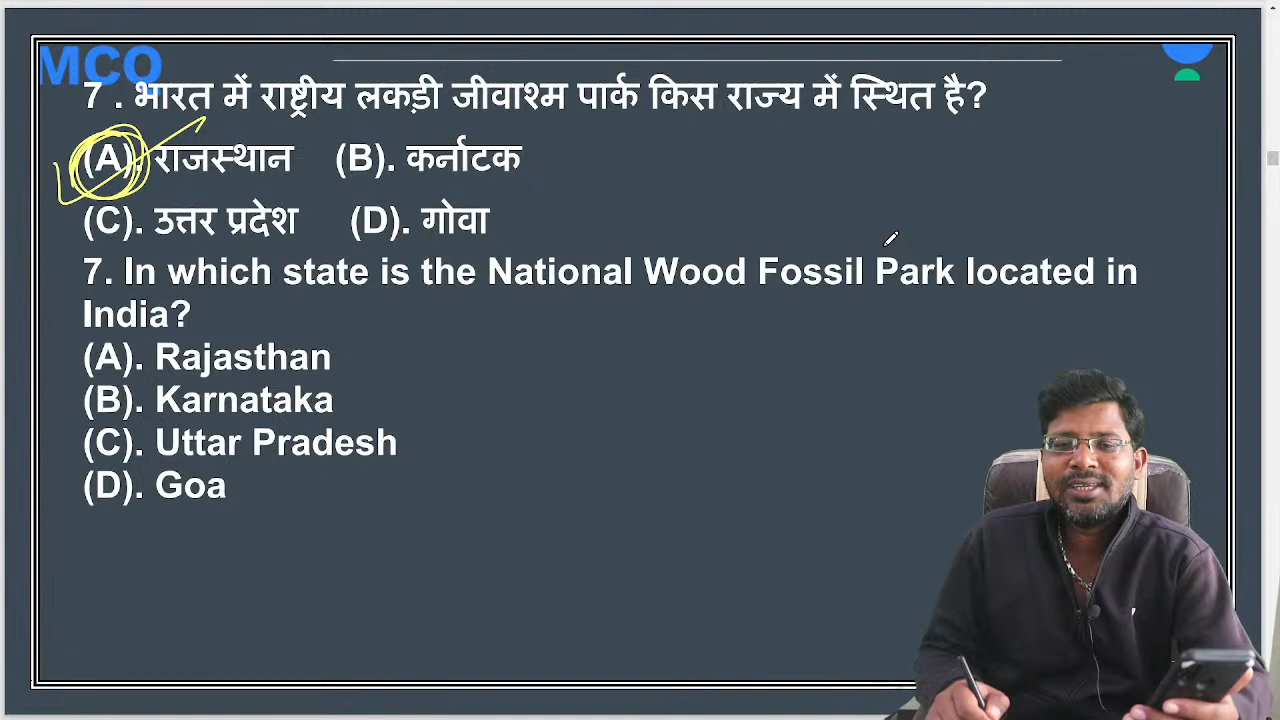 MCQ
7 . भारत में राष्ट्रीय लकड़ी जीवाश्म पार्क किस राज्य में स्थित है?
(A). राजस्थान (B). कर्नाटक
(C). उत्तर प्रदेश (D). गोवा
7. In which state is the National Wood Fossil Park located in
India?
(A). Rajasthan
(B). Karnataka
(C). Uttar Pradesh
(D). Goa